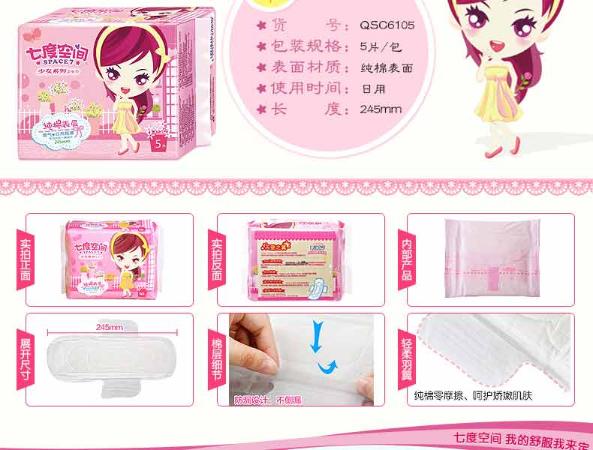 七度空间
SPACE7
少女系列
纯棉表层
245mm
5片
货 号：QSC6105
包装规格：5片/包
表面材质：纯棉表面
使用时间：日用
长 度：245mm
实拍正面
七度空间
实拍反面
内部产品
展开尺寸
245mm
棉层细节
防漏设计：不侧漏
轻柔羽翼
纯棉零摩擦、呵护娇嫩肌肤
七度空间 我的舒服我来定